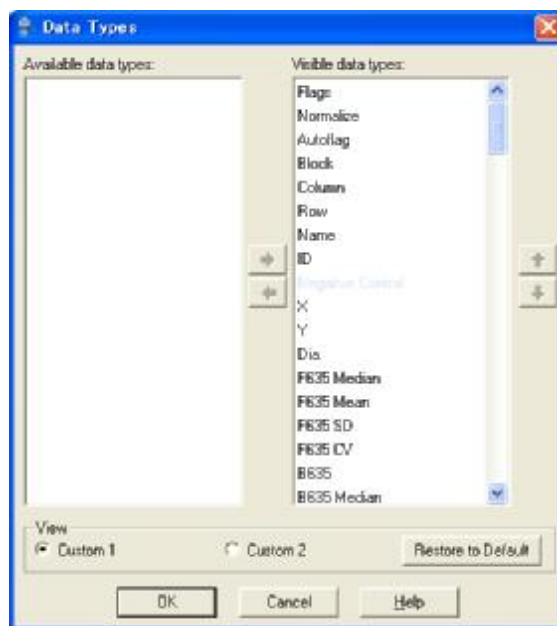 Data Types
Available data types:
Visible data types:
Flags
Normalize
Autoflag
Block
Column
Row
Name
ID
Negative Control
X
Y
Dia.
F635 Median
F635 Mean
F635 SD
F635 CV
B635
B635 Median
View
Custom 1
Custom 2
Restore to Default
OK
Cancel
Help